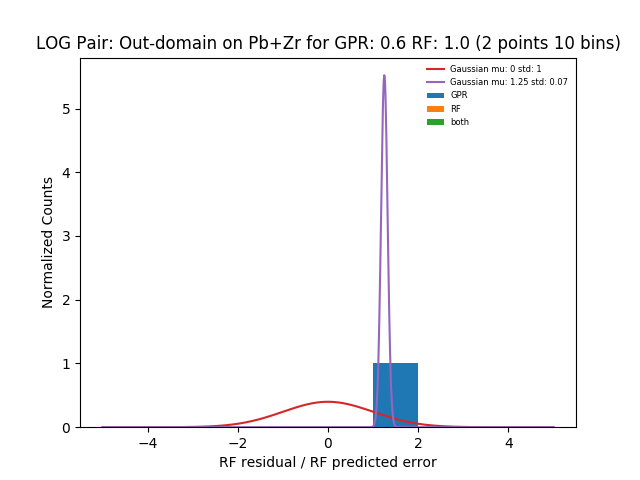 LOG Pair: Out-domain on Pb+Zr for GPR: 0.6 RF: 1.0 (2 points 10 bins)
Gaussian mu: 0 std: 1
Gaussian mu: 1.25 std: 0.07
GPR
RF
both
Normalized Counts
5
4
3
2
1
0
−4 −2 0 2 4
RF residual / RF predicted error